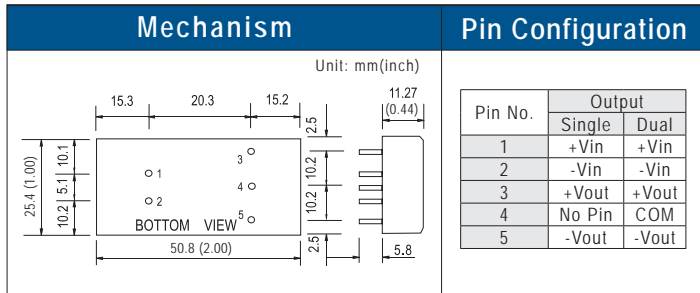 Mechanism
Pin Configuration
Unit: mm(inch)
15.3 20.3 15.2
11.27
(0.44)
25.4 (1.00)
10.1
5.1
10.2
1
2
3
4
5
2.5
10.2
10.2
2.5
BOTTOM VIEW
50.8 (2.00)
5.8
Pin No. Output
Single Dual
1 +Vin +Vin
2 -Vin -Vin
3 +Vout +Vout
4 No Pin COM
5 -Vout -Vout